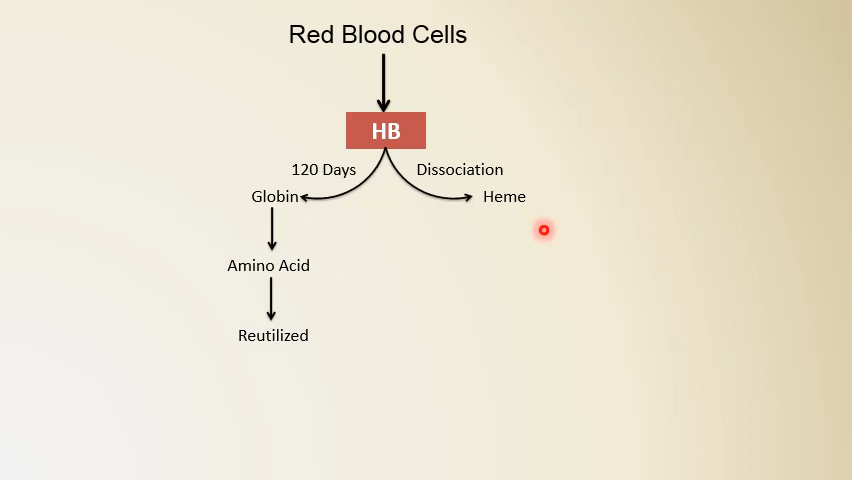 Red Blood Cells
HB
120 Days
Dissociation
Globin
Heme
Amino Acid
Reutilized